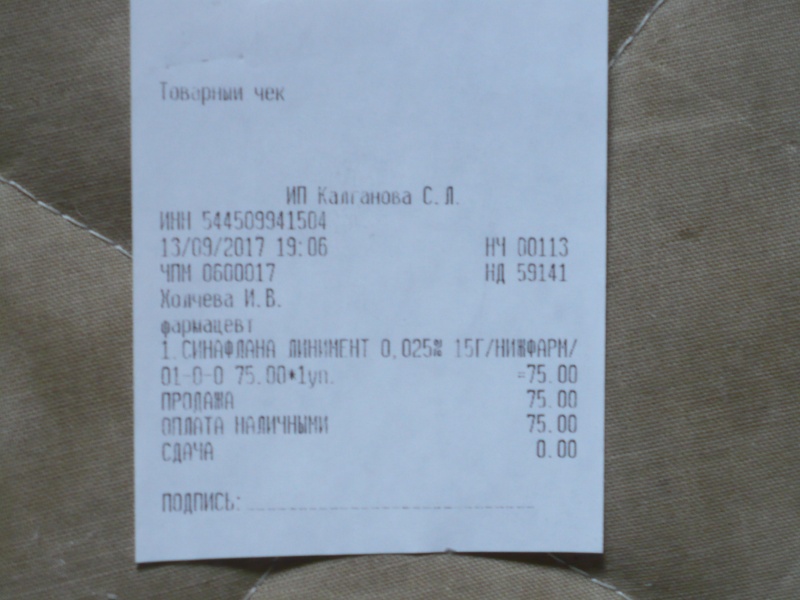 Товарный чек
ИП Калганова С.Л.
ИНН 544509941504
13/09/2017 19:06 НЧ 00113
ЧПМ 0600017 НД 59141
Холчева И.В.
фармацевт
1.СИНАФЛАНА ЛИНИМЕНТ 0,025% 15Г/НИЖФАРМ/
01-0-0 75.00*1уп. =75.00
ПРОДАЖА 75.00
ОПЛАТА НАЛИЧНЫМИ 75.00
СДАЧА 0.00
ПОДПИСЬ: